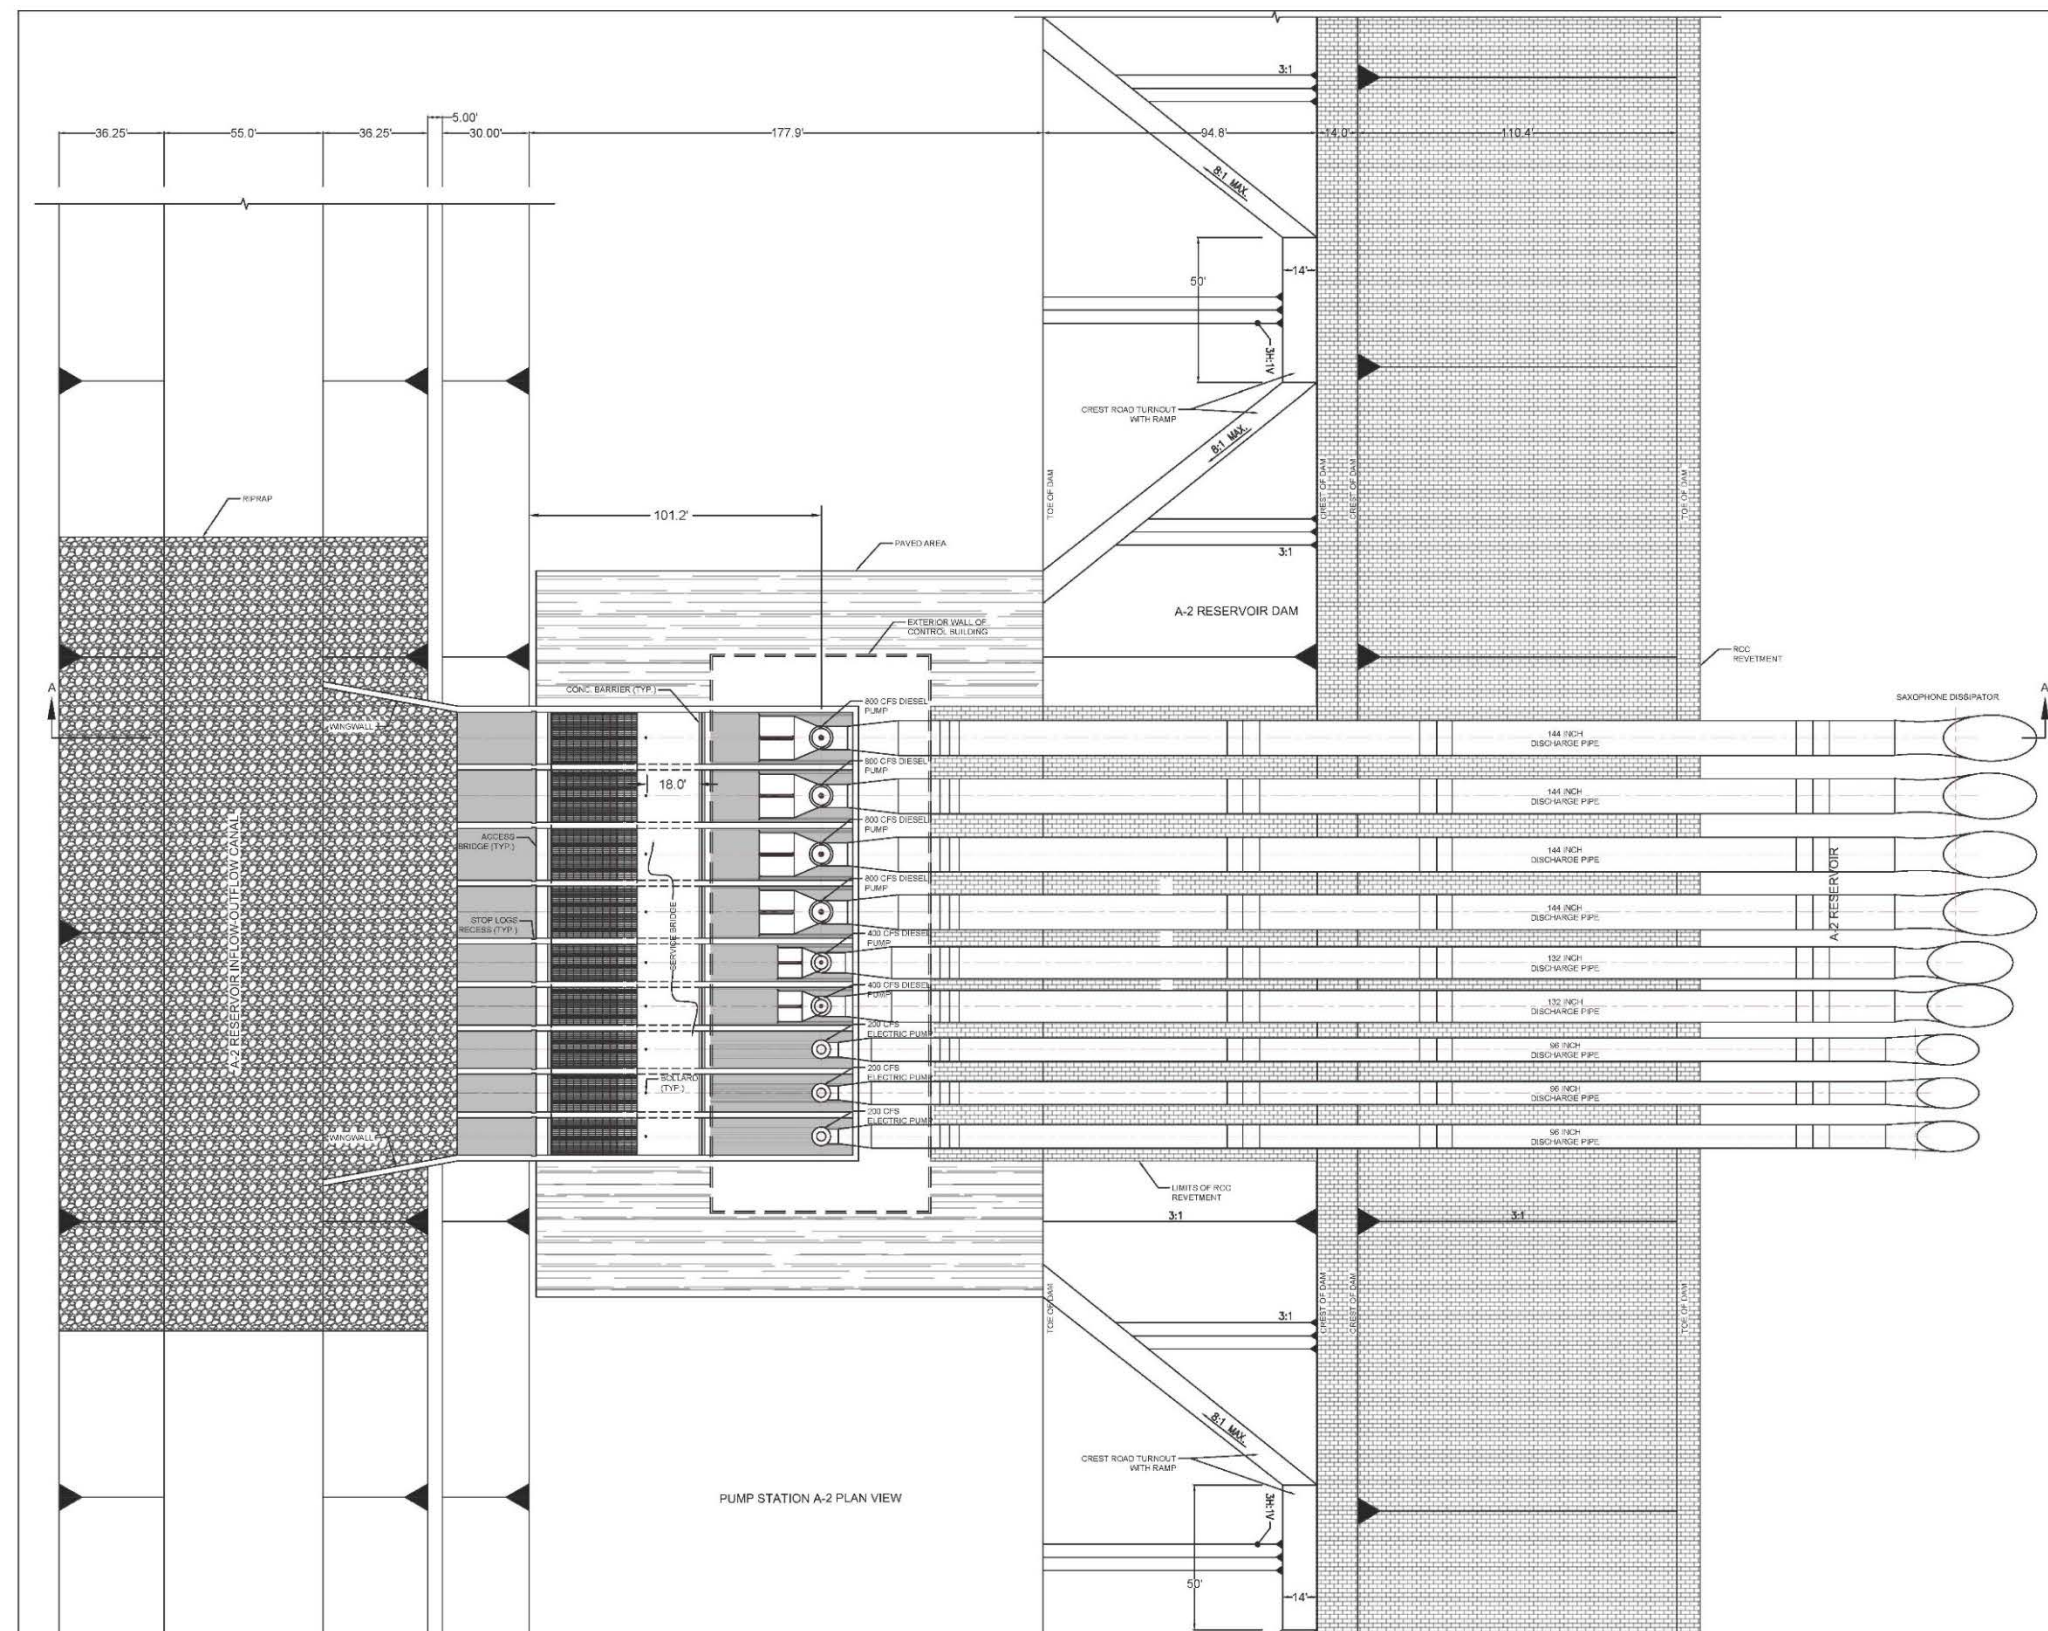 5.00'
36.25'
55.0'
36.25'
30.00'
177.9'
94.8'
14.0'
110.4'
3:1
8:1 MAX.
50'
14'
3H:1V
CREST ROAD TURNOUT
WITH RAMP
8:1 MAX.
TOE OF DAM
CREST OF DAM
CREST OF DAM
TOE OF DAM
RIPRAP
101.2'
PAVED AREA
3:1
A-2 RESERVOIR DAM
EXTERIOR WALL OF
CONTROL BUILDING
RCC
REVETMENT
A
CONC. BARRIER (TYP.)
WINGWALL
SAXOPHONE DISSIPATOR
A
800 CFS DIESEL
PUMP
144 INCH
DISCHARGE PIPE
800 CFS DIESEL
PUMP
18.0'
144 INCH
DISCHARGE PIPE
800 CFS DIESEL
PUMP
ACCESS
BRIDGE (TYP.)
144 INCH
DISCHARGE PIPE
800 CFS DIESEL
PUMP
A-2 RESERVOIR
STOP LOGS
RECESS (TYP.)
SERVICE BRIDGE
144 INCH
DISCHARGE PIPE
400 CFS DIESEL
PUMP
132 INCH
DISCHARGE PIPE
400 CFS DIESEL
PUMP
132 INCH
DISCHARGE PIPE
A-2 RESERVOIR INFLOW-OUTFLOW CANAL
200 CFS
ELECTRIC PUMP
96 INCH
DISCHARGE PIPE
200 CFS
ELECTRIC PUMP
BOLLARD
(TYP.)
96 INCH
DISCHARGE PIPE
200 CFS
ELECTRIC PUMP
96 INCH
DISCHARGE PIPE
WINGWALL
LIMITS OF RCC
REVETMENT
3:1
3:1
TOE OF DAM
CREST OF DAM
CREST OF DAM
TOE OF DAM
3:1
8:1 MAX.
CREST ROAD TURNOUT
WITH RAMP
PUMP STATION A-2 PLAN VIEW
3H:1V
50'
14'